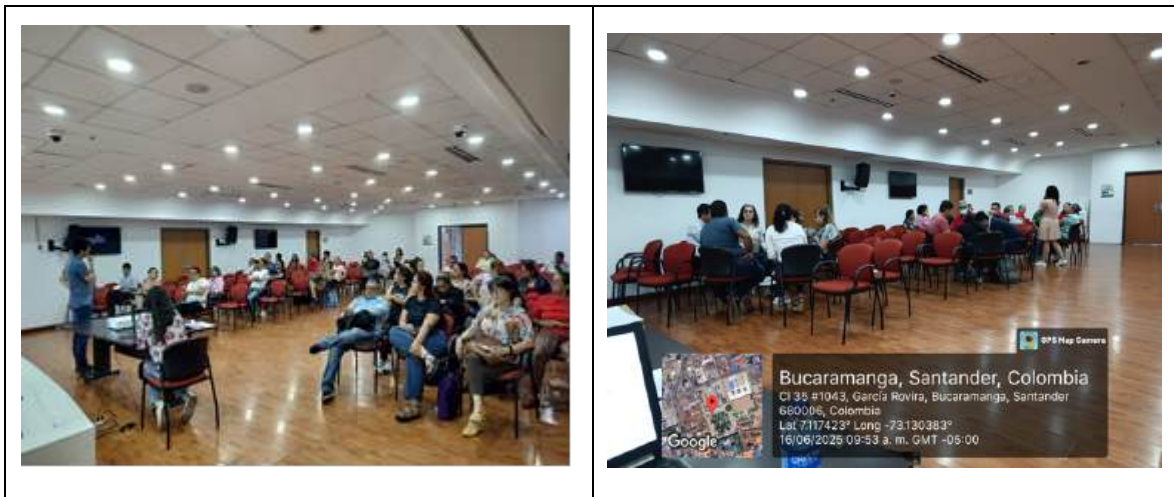 GPS Map Camera
Bucaramanga, Santander, Colombia
Cl 35 #1043, García Rovira, Bucaramanga, Santander
680006, Colombia
Lat 7.117423° Long -73.130383°
16/06/2025 09:53 a. m. GMT -05:00
Google